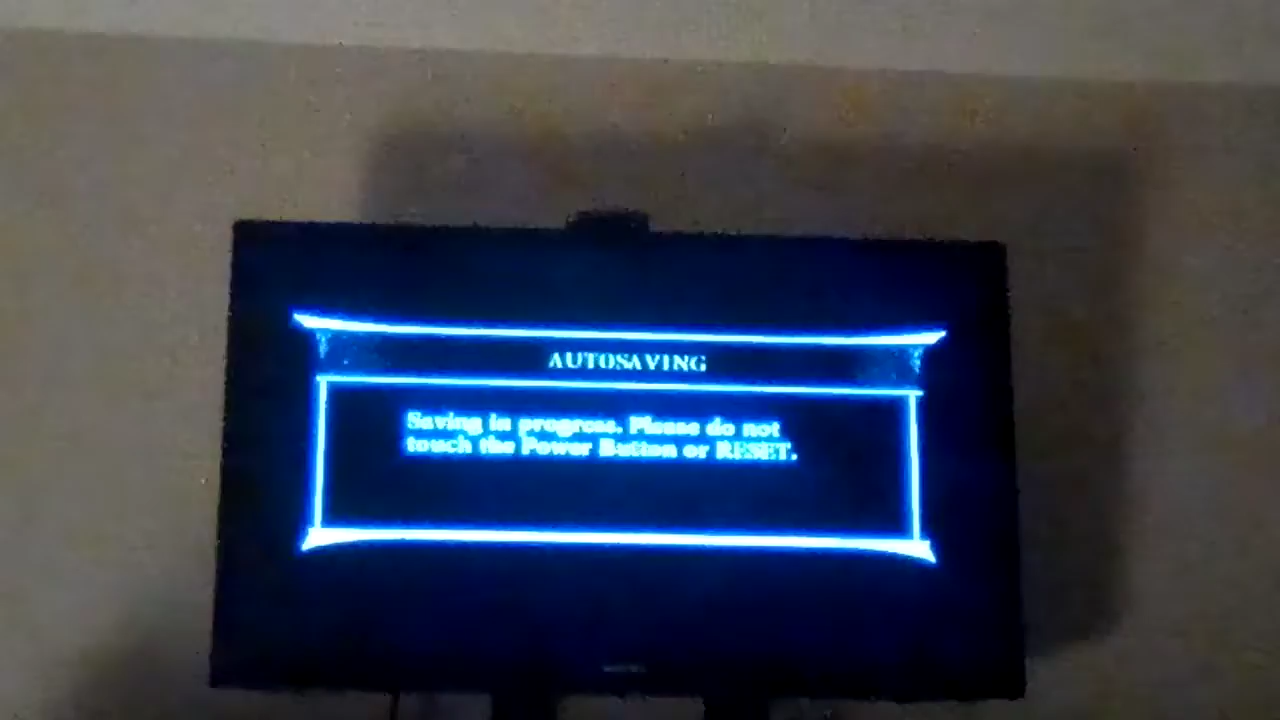 AUTOSAVING
Saving in progress. Please do not
touch the Power Button or RESET.